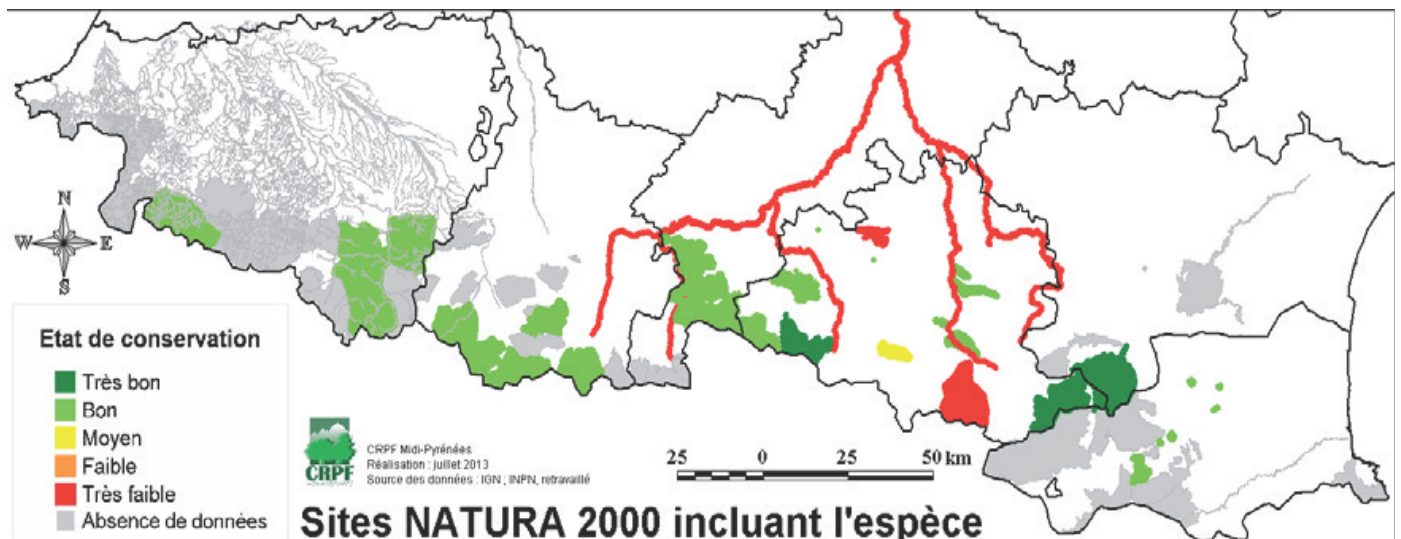 N
W E
S
Etat de conservation
Très bon
Bon
Moyen
Faible
Très faible
Absence de données
CRPF
CRPF Midi-Pyrénées
Réalisation : juillet 2013
Source des données : IGN ; INPN, retravaillé
25 0 25 50 km
Sites NATURA 2000 incluant l'espèce